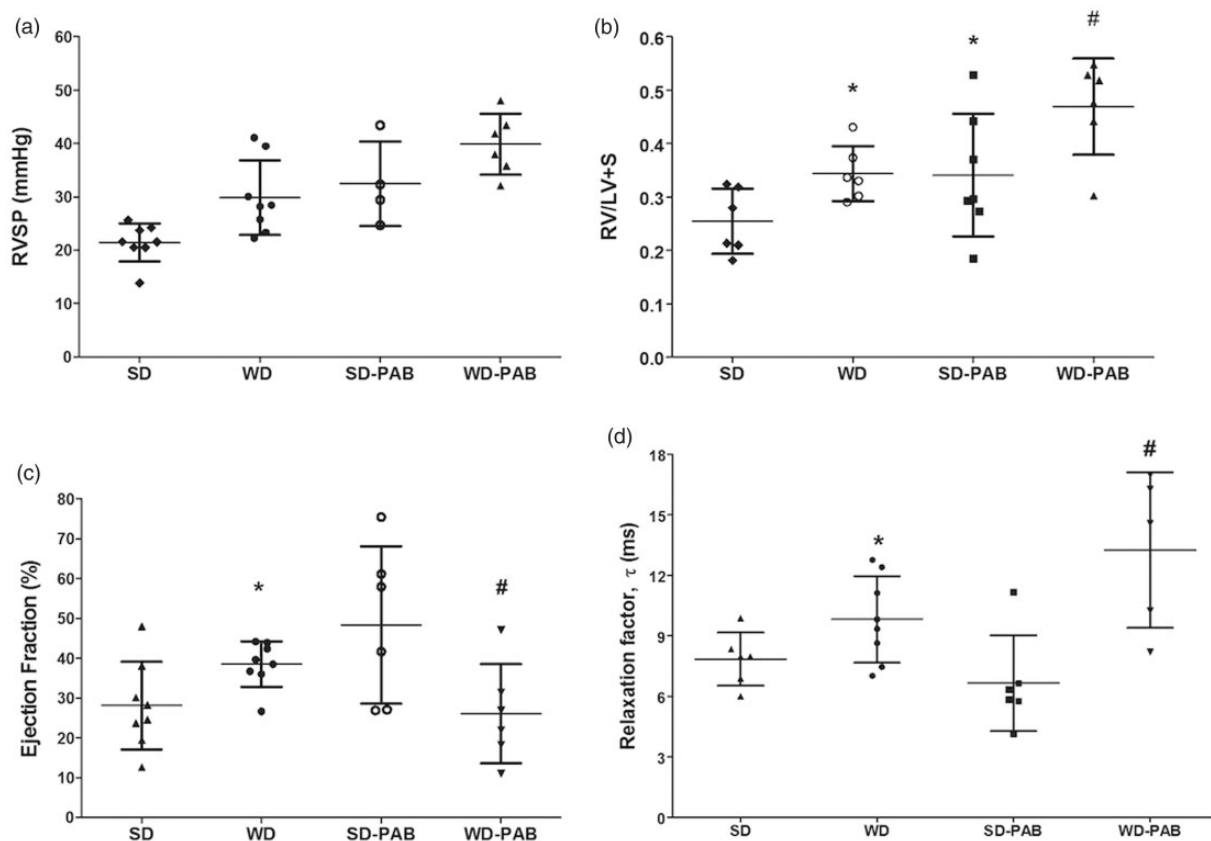 (a)
60
50
40
30
20
10
0
RVSP (mmHg)
SD WD SD-PAB WD-PAB
(b)
0.6
0.5
0.4
0.3
0.2
0.1
0.0
RV/LV+S
* * #
SD WD SD-PAB WD-PAB
(c)
80
70
60
50
40
30
20
10
0
Ejection Fraction (%)
* #
SD WD SD-PAB WD-PAB
(d)
18
15
12
9
6
3
0
Relaxation factor, τ (ms)
* #
SD WD SD-PAB WD-PAB